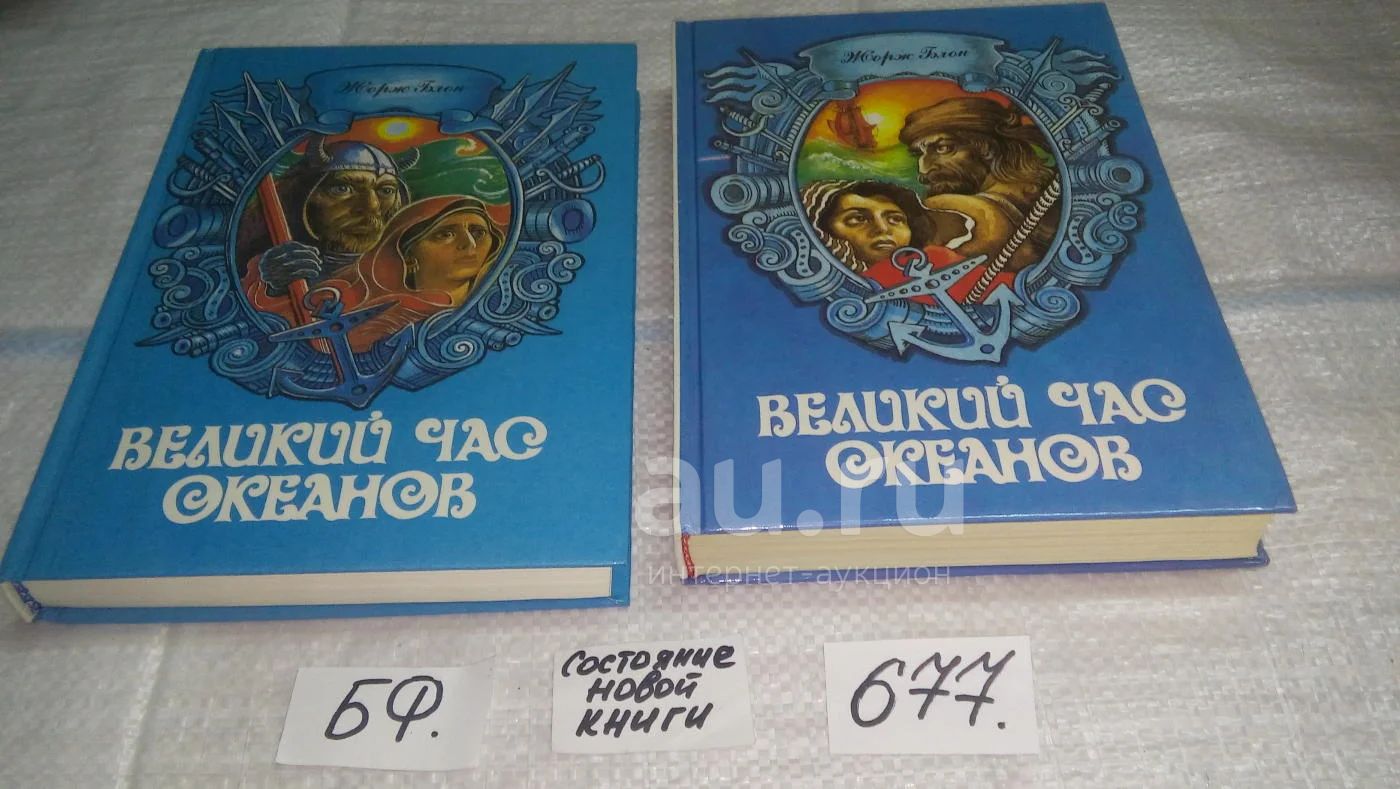 Жорж Блон
ВЕЛИКИЙ ЧАС
ОКЕАНОВ
Жорж Блон
ВЕЛИКИЙ ЧАС
ОКЕАНОВ
au.ru
интернет-аукцион
БФ.
СОСТОЯНИЕ
НОВОЙ
КНИГИ
677.